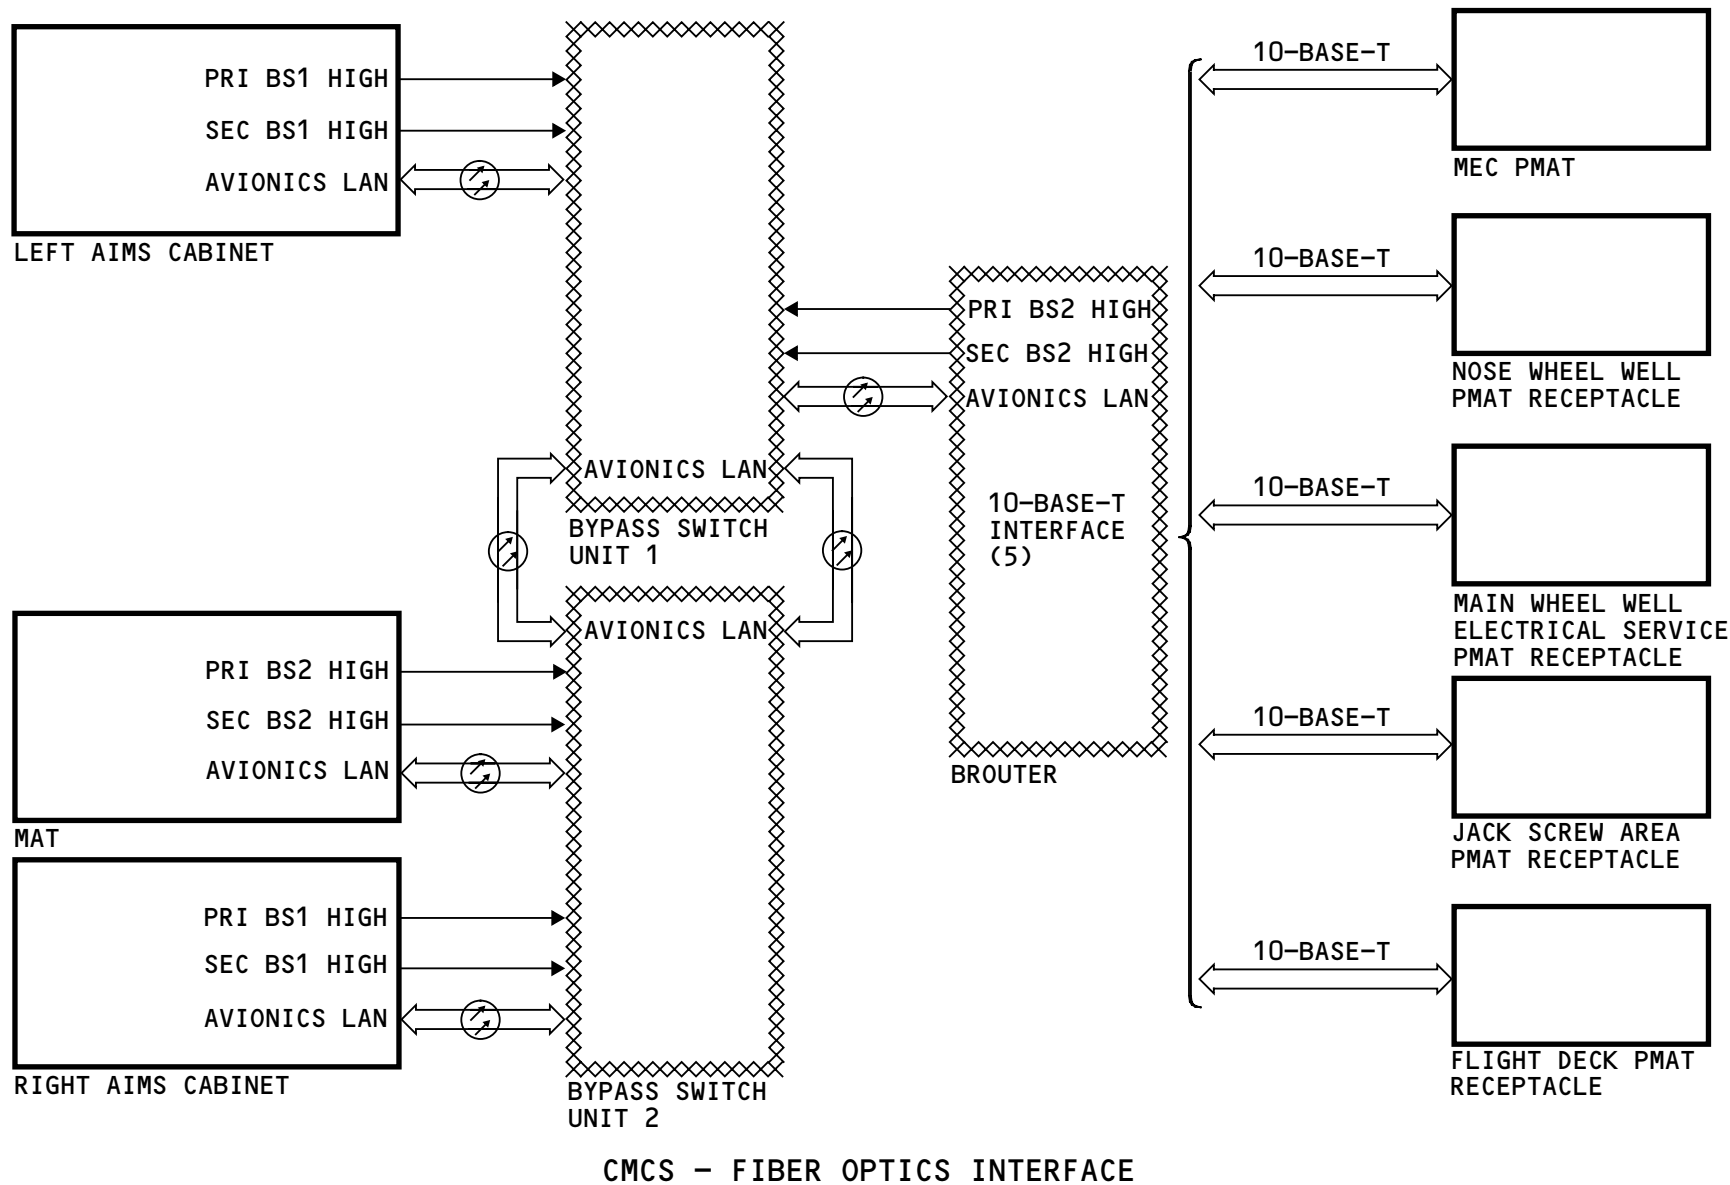 PRI BS1 HIGH
SEC BS1 HIGH
AVIONICS LAN
LEFT AIMS CABINET
PRI BS2 HIGH
SEC BS2 HIGH
AVIONICS LAN
MAT
PRI BS1 HIGH
SEC BS1 HIGH
AVIONICS LAN
RIGHT AIMS CABINET
AVIONICS LAN
BYPASS SWITCH
UNIT 1
AVIONICS LAN
BYPASS SWITCH
UNIT 2
PRI BS2 HIGH
SEC BS2 HIGH
AVIONICS LAN
10-BASE-T
INTERFACE
(5)
BROUTER
10-BASE-T
MEC PMAT
10-BASE-T
NOSE WHEEL WELL
PMAT RECEPTACLE
10-BASE-T
MAIN WHEEL WELL
ELECTRICAL SERVICE
PMAT RECEPTACLE
10-BASE-T
JACK SCREW AREA
PMAT RECEPTACLE
10-BASE-T
FLIGHT DECK PMAT
RECEPTACLE
CMCS - FIBER OPTICS INTERFACE